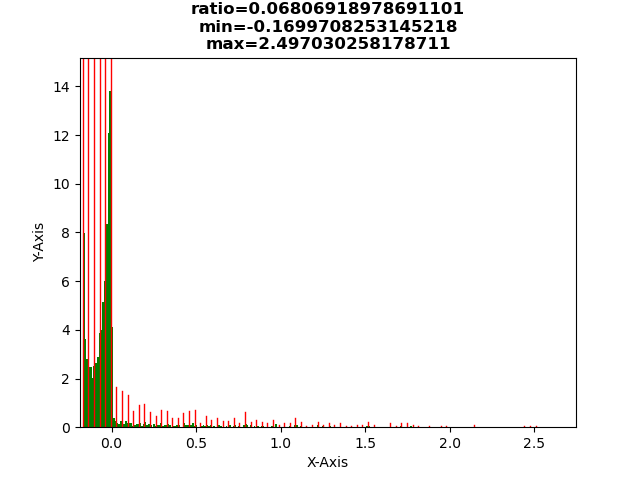 ratio=0.06806918978691101
min=-0.1699708253145218
max=2.497030258178711
14
12
10
8
6
4
2
0
Y-Axis
0.0 0.5 1.0 1.5 2.0 2.5
X-Axis